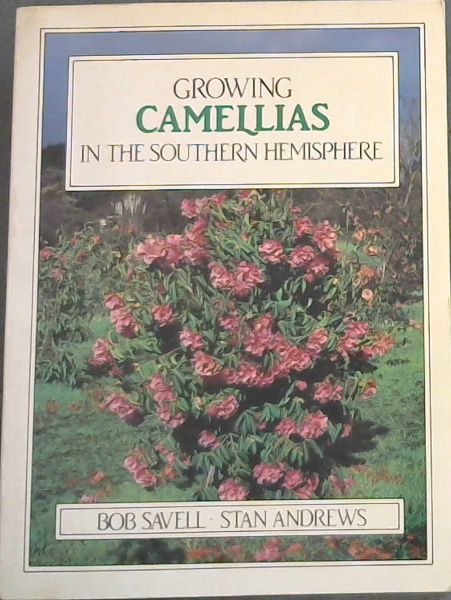 GROWING
CAMELLIAS
IN THE SOUTHERN HEMISPHERE
BOB SAVELL · STAN ANDREWS